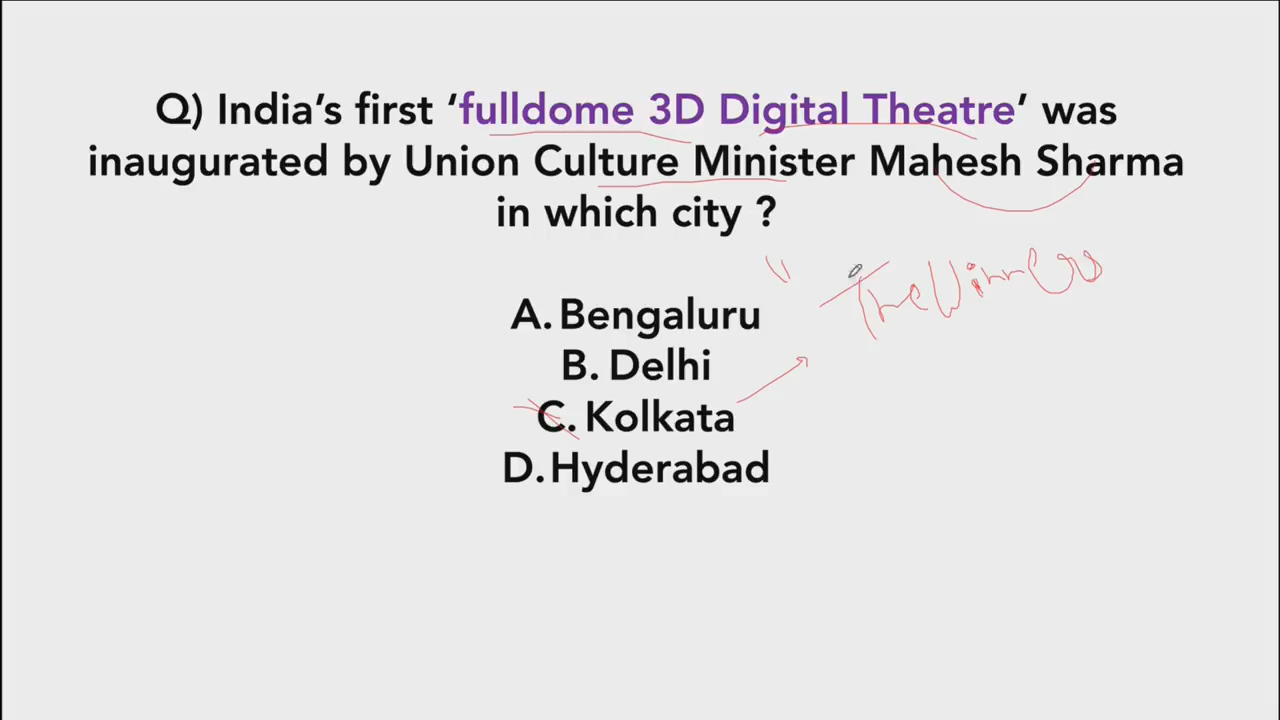 Q) India’s first ‘fulldome 3D Digital Theatre’ was
inaugurated by Union Culture Minister Mahesh Sharma
in which city ?
TheWinners
A. Bengaluru
B. Delhi
C. Kolkata
D. Hyderabad